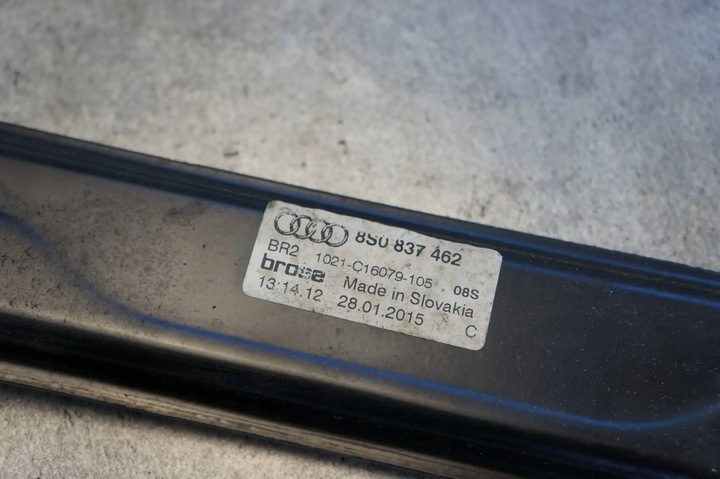 8S0 837 462
BR2 1021-C16079-105 08S
brose Made in Slovakia
13:14.12 28.01.2015 C